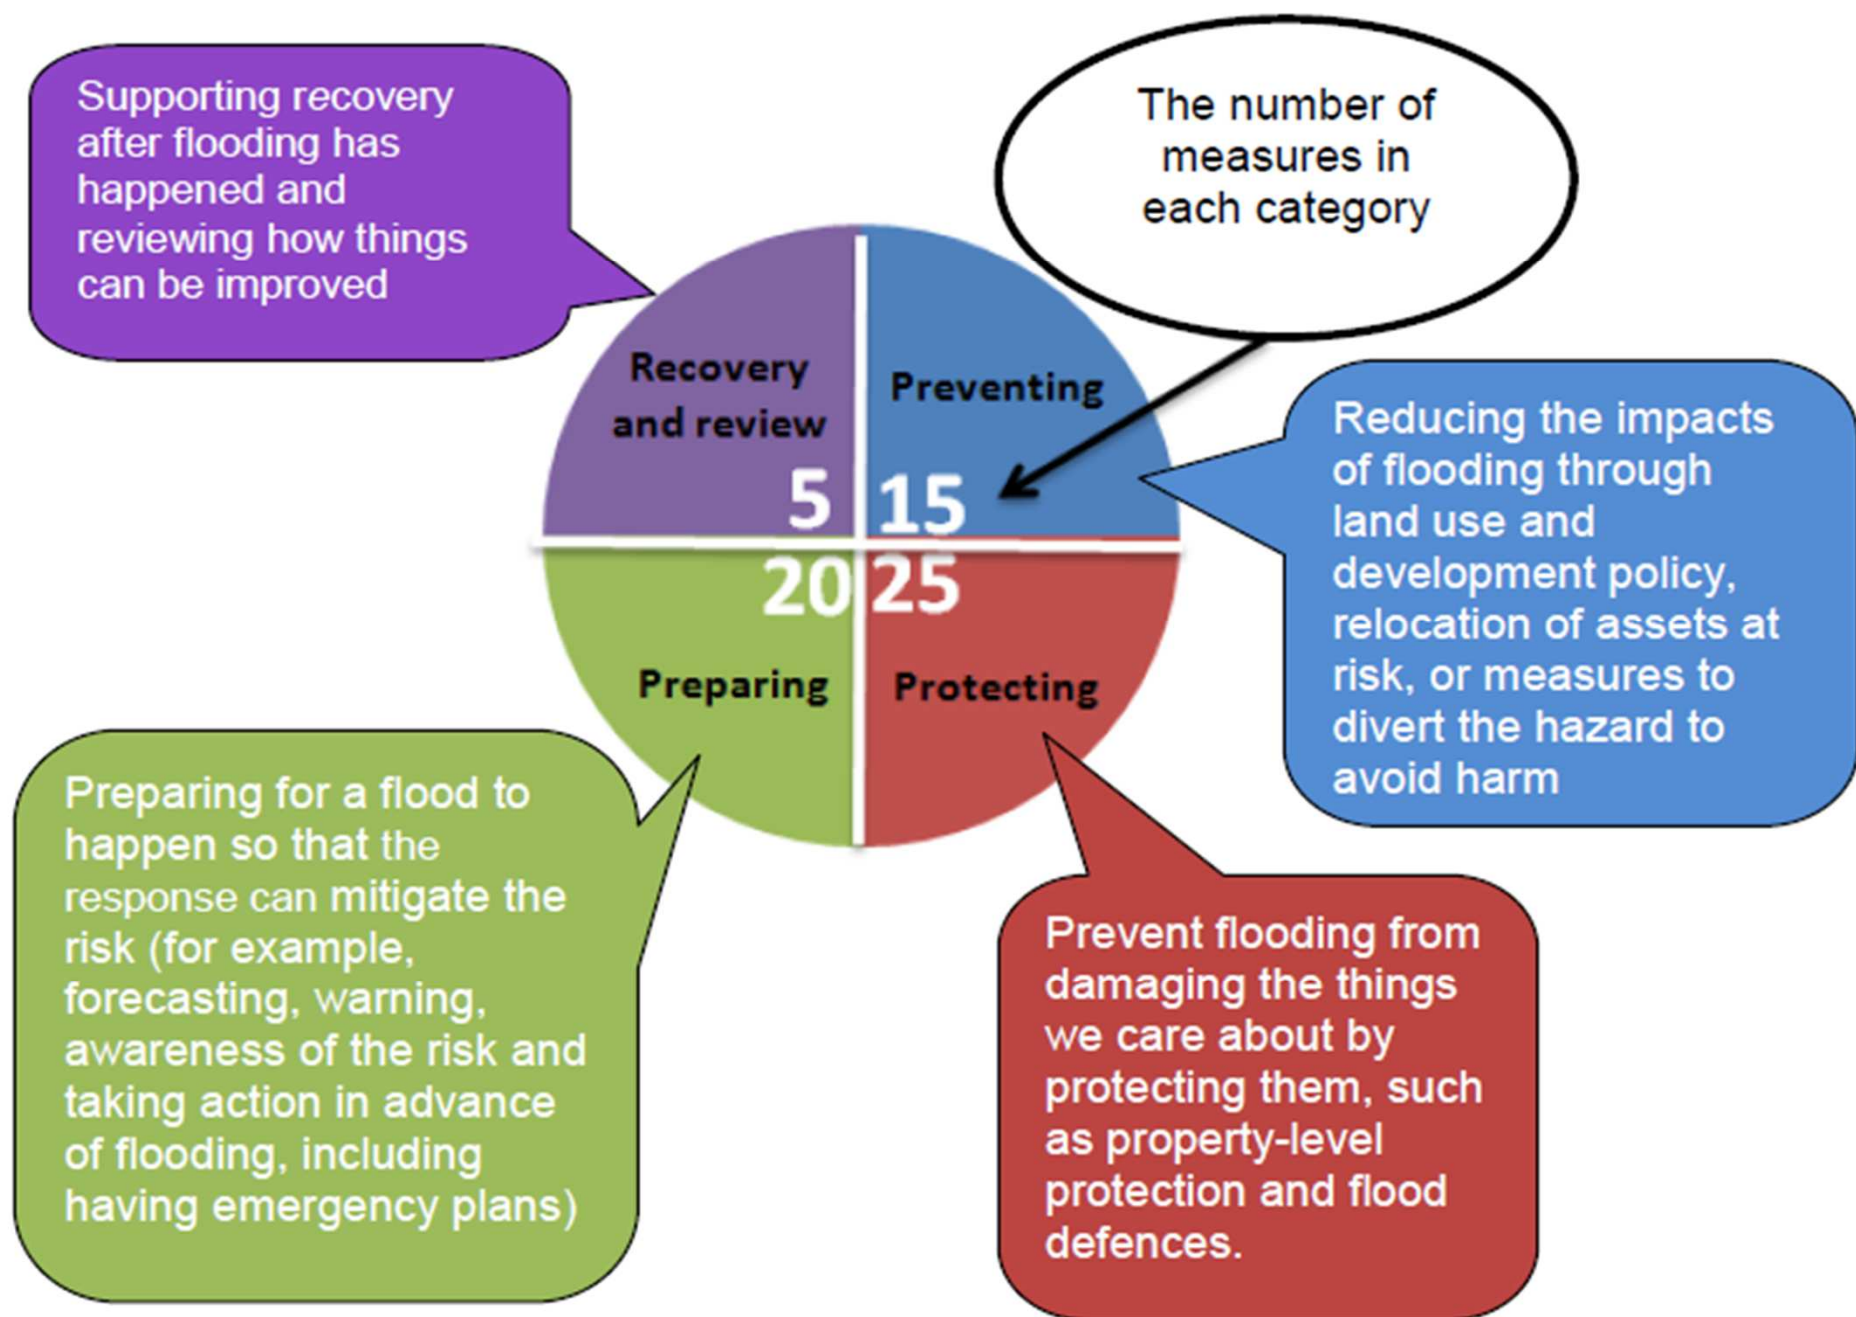 Supporting recovery
after flooding has
happened and
reviewing how things
can be improved
The number of
measures in
each category
Recovery
and review
5
Preventing
15
Reducing the impacts
of flooding through
land use and
development policy,
relocation of assets at
risk, or measures to
divert the hazard to
avoid harm
20
Preparing
25
Protecting
Preparing for a flood to
happen so that the
response can mitigate the
risk (for example,
forecasting, warning,
awareness of the risk and
taking action in advance
of flooding, including
having emergency plans)
Prevent flooding from
damaging the things
we care about by
protecting them, such
as property-level
protection and flood
defences.